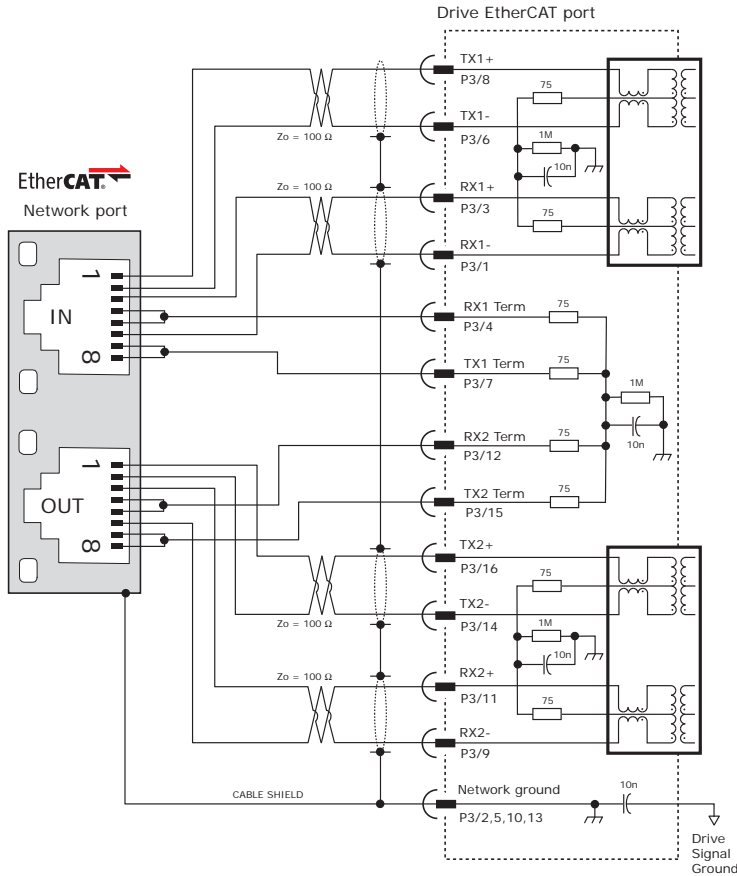 Drive EtherCAT port
TX1+
P3/8
75
TX1-
P3/6
1M
Zo = 100 Ω
10n
EtherCAT®
Network port
Zo = 100 Ω
RX1+
P3/3
75
RX1-
P3/1
1
IN
8
RX1 Term
P3/4
75
TX1 Term
P3/7
75
1M
10n
RX2 Term
P3/12
75
1
OUT
8
TX2 Term
P3/15
75
TX2+
P3/16
75
TX2-
P3/14
1M
Zo = 100 Ω
10n
Zo = 100 Ω
RX2+
P3/11
75
RX2-
P3/9
CABLE SHIELD
Network ground
P3/2,5,10,13
10n
Drive
Signal
Ground